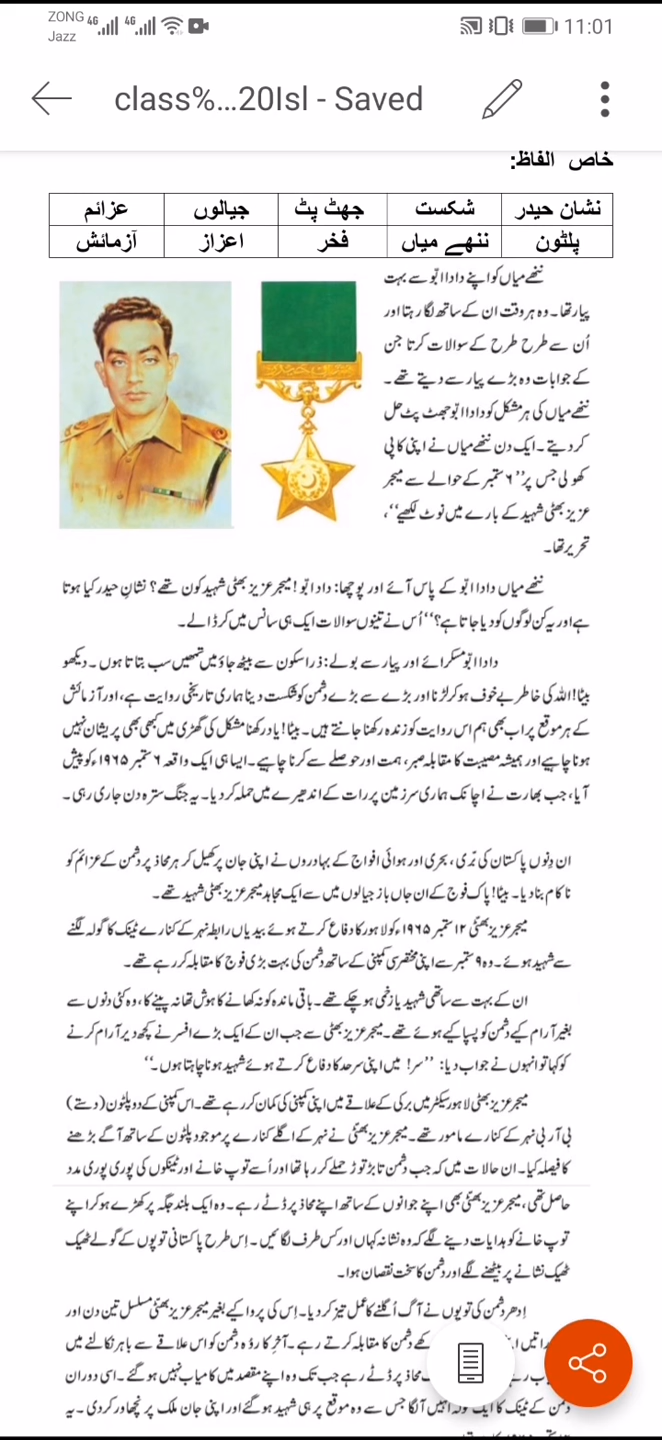 ZONG 4G 4G 11:01
Jazz
class%...20Isl - Saved
خاص الفاظ:
نشان حیدر شکست جھٹ پٹ جیالوں عزائم
پلٹون ننھے میاں فخر اعزاز آزمائش
ننھے میاں کو اپنے دادا ابّو سے بہت
پیار تھا۔ وہ ہر وقت ان کے ساتھ لگا رہتا اور
اُن سے طرح طرح کے سوالات کرتا جن
کے جوابات وہ بڑے پیار سے دیتے تھے۔
ننھے میاں کی ہر مشکل کو دادا ابّو جھٹ پٹ حل
کر دیتے۔ ایک دن ننھے میاں نے اپنی کاپی
کھولی جس پر ”۶ ستمبر کے حوالے سے میجر
عزیز بھٹی شہید کے بارے میں نوٹ لکھیے“،
تحریر تھا۔
ننھے میاں دادا ابّو کے پاس آئے اور پوچھا: دادا بّو! میجر عزیز بھٹی شہید کون تھے؟ نشانِ حیدر کیا ہوتا
ہے اور یہ کن لوگوں کو دیا جاتا ہے؟“ اُس نے تینوں سوالات ایک ہی سانس میں کر ڈالے۔
دادا ابّو مسکرائے اور پیار سے بولے: ذرا سکون سے بیٹھ جاؤ میں تمھیں سب بتاتا ہوں۔ دیکھو
بیٹا! اللہ کی خاطر بے خوف ہو کر لڑنا اور بڑے سے بڑے دشمن کو شکست دینا ہماری تاریخی روایت ہے، اور آزمائش
کے ہر موقع پر اب بھی ہم اس روایت کو زندہ رکھنا جانتے ہیں۔ بیٹا! یاد رکھنا مشکل کی گھڑی میں کبھی بھی پریشان نہیں
ہونا چاہیے اور ہمیشہ مصیبت کا مقابلہ صبر، ہمت اور حوصلے سے کرنا چاہیے۔ ایسا ہی ایک واقعہ ۶ ستمبر ۱۹۶۵ء کو پیش
آیا، جب بھارت نے اچانک ہماری سرزمین پر رات کے اندھیرے میں حملہ کر دیا۔ یہ جنگ سترہ دن جاری رہی۔
ان دِنوں پاکستان کی بَری، بحری اور ہوائی افواج کے بہادروں نے اپنی جان پر کھیل کر ہر محاذ پر دشمن کے عزائم کو
ناکام بنا دیا۔ بیٹا! پاک فوج کے ان جاں باز جیالوں میں سے ایک مجاہد میجر عزیز بھٹی شہید تھے۔
میجر عزیز بھٹی ۱۲ ستمبر ۱۹۶۵ء کو لاہور کا دفاع کرتے ہوئے بیدیاں رابطہ نہر کے کنارے ٹینک کا گولہ لگنے
سے شہید ہوئے۔ وہ ۹ ستمبر سے اپنی مختصر سی کمپنی کے ساتھ دشمن کی بہت بڑی فوج کا مقابلہ کر رہے تھے۔
ان کے بہت سے ساتھی شہید یا زخمی ہو چکے تھے۔ باقی ماندہ کو نہ کھانے کا ہوش تھا نہ پینے کا، وہ کئی دنوں سے
بغیر آرام کیے دشمن کو پسپا کیے ہوئے تھے۔ میجر عزیز بھٹی سے جب ان کے ایک بڑے افسر نے کچھ دیر آرام کرنے
کو کہا تو انہوں نے جواب دیا: ”سر! میں اپنی سرحد کا دفاع کرتے ہوئے شہید ہونا چاہتا ہوں۔“
میجر عزیز بھٹی لاہور سیکٹر میں برکی کے علاقے میں اپنی کمپنی کی کمان کر رہے تھے۔ اس کمپنی کے دو پلٹون (دستے)
بی آر بی نہر کے کنارے مامور تھے۔ میجر عزیز بھٹی نے نہر کے اگلے کنارے پر موجود پلٹون کے ساتھ آگے بڑھنے
کا فیصلہ کیا۔ ان حالات میں کہ جب دشمن تابڑ توڑ حملے کر رہا تھا اور اُسے توپ خانے اور ٹینکوں کی پوری پوری مدد
حاصل تھی، میجر عزیز بھٹی بھی اپنے جوانوں کے ساتھ اپنے محاذ پر ڈٹے رہے۔ وہ ایک بلند جگہ پر کھڑے ہو کر اپنے
توپ خانے کو ہدایات دینے لگے کہ وہ نشانہ کہاں اور کس طرف لگائیں۔ اِس طرح پاکستانی توپوں کے گولے ٹھیک
ٹھیک نشانے پر بیٹھنے لگے اور دشمن کا سخت نقصان ہوا۔
اِدھر دشمن کی توپوں نے آگ اُگلنے کا عمل تیز کر دیا۔ اِس کی پروا کیے بغیر میجر عزیز بھٹی مسلسل تین دن اور
کے دشمن کا مقابلہ کرتے رہے۔ آخر کار وہ دشمن کو اس علاقے سے باہر نکالنے میں
محاذ پر ڈٹے رہے جب تک وہ اپنے مقصد میں کامیاب نہیں ہو گئے۔ اسی دوران
دشمن کے ٹینک کا ایک گولہ انہیں آ لگا جس سے وہ موقع پر ہی شہید ہو گئے اور اپنی جان ملک پر نچھاور کر دی۔ یہ